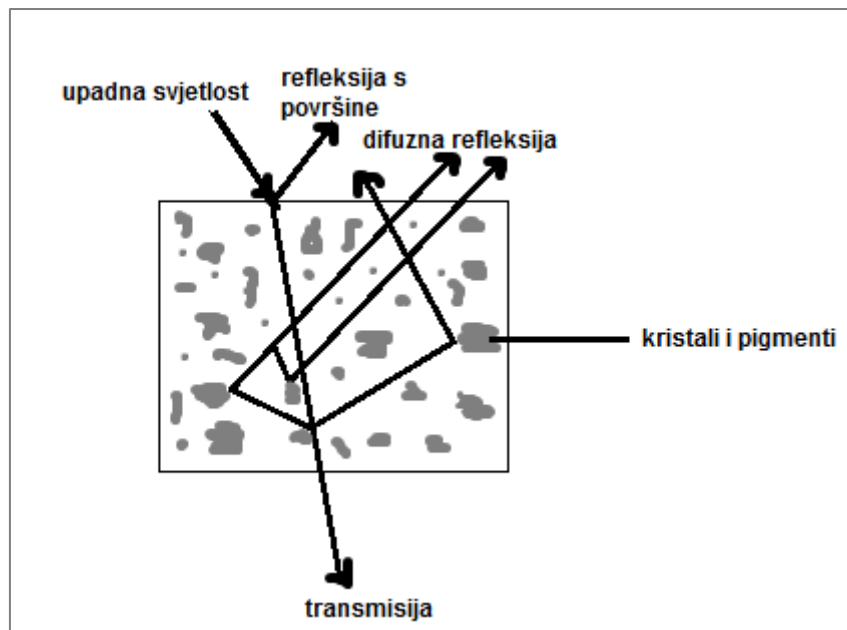 upadna svjetlost
refleksija s
površine
difuzna refleksija
kristali i pigmenti
transmisija